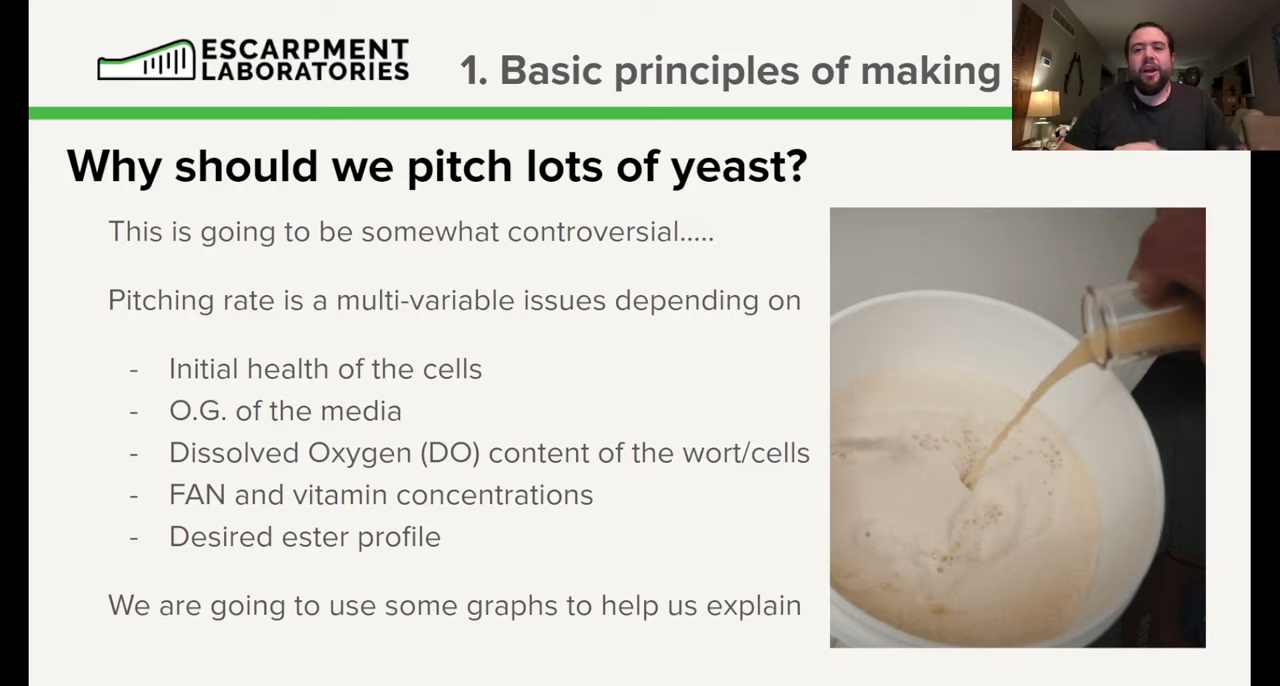 ESCARPMENT
LABORATORIES
1. Basic principles of making
Why should we pitch lots of yeast?
This is going to be somewhat controversial.....
Pitching rate is a multi-variable issues depending on
- Initial health of the cells
- O.G. of the media
- Dissolved Oxygen (DO) content of the wort/cells
- FAN and vitamin concentrations
- Desired ester profile
We are going to use some graphs to help us explain